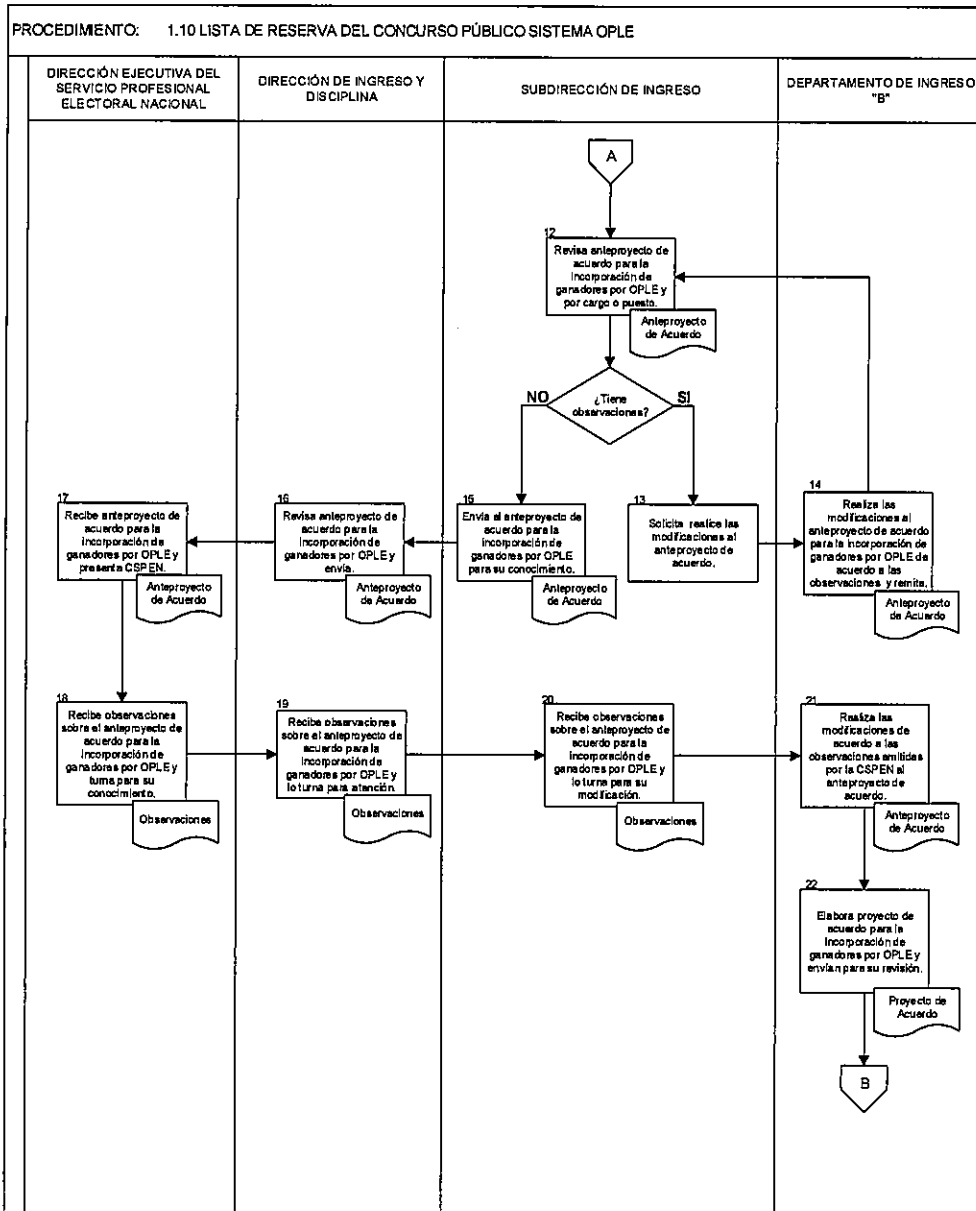 PROCEDIMIENTO: 1.10 LISTA DE RESERVA DEL CONCURSO PÚBLICO SISTEMA OPLE
DIRECCIÓN EJECUTIVA DEL
SERVICIO PROFESIONAL
ELECTORAL NACIONAL
DIRECCIÓN DE INGRESO Y
DISCIPLINA
SUBDIRECCIÓN DE INGRESO
DEPARTAMENTO DE INGRESO
"B"
A
12
Revisa anteproyecto de
acuerdo para la
incorporación de
ganadores por OPLE y
por cargo o puesto.
Anteproyecto
de Acuerdo
¿Tiene
observaciones?
NO
SI
17
Recibe anteproyecto de
acuerdo para la
incorporación de
ganadores por OPLE y
presenta CSPEN.
Anteproyecto
de Acuerdo
16
Revisa anteproyecto de
acuerdo para la
incorporación de
ganadores por OPLE y
envía.
Anteproyecto
de Acuerdo
15
Envía al anteproyecto de
acuerdo para la
incorporación de
ganadores por OPLE
para su conocimiento.
Anteproyecto
de Acuerdo
13
Solicita realice las
modificaciones al
anteproyecto de
acuerdo.
14
Realiza las
modificaciones al
anteproyecto de acuerdo
para la incorporación de
ganadores por OPLE de
acuerdo a las
observaciones y remite.
Anteproyecto
de Acuerdo
18
Recibe observaciones
sobre el anteproyecto de
acuerdo para la
incorporación de
ganadores por OPLE y
turna para su
conocimiento.
Observaciones
19
Recibe observaciones
sobre el anteproyecto de
acuerdo para la
incorporación de
ganadores por OPLE y
lo turna para atención.
Observaciones
20
Recibe observaciones
sobre el anteproyecto de
acuerdo para la
incorporación de
ganadores por OPLE y
lo turna para su
modificación.
Observaciones
21
Realiza las
modificaciones de
acuerdo a las
observaciones emitidas
por la CSPEN al
anteproyecto de
acuerdo.
Anteproyecto
de Acuerdo
22
Elabora proyecto de
acuerdo para la
incorporación de
ganadores por OPLE y
envían para su revisión.
Proyecto de
Acuerdo
B